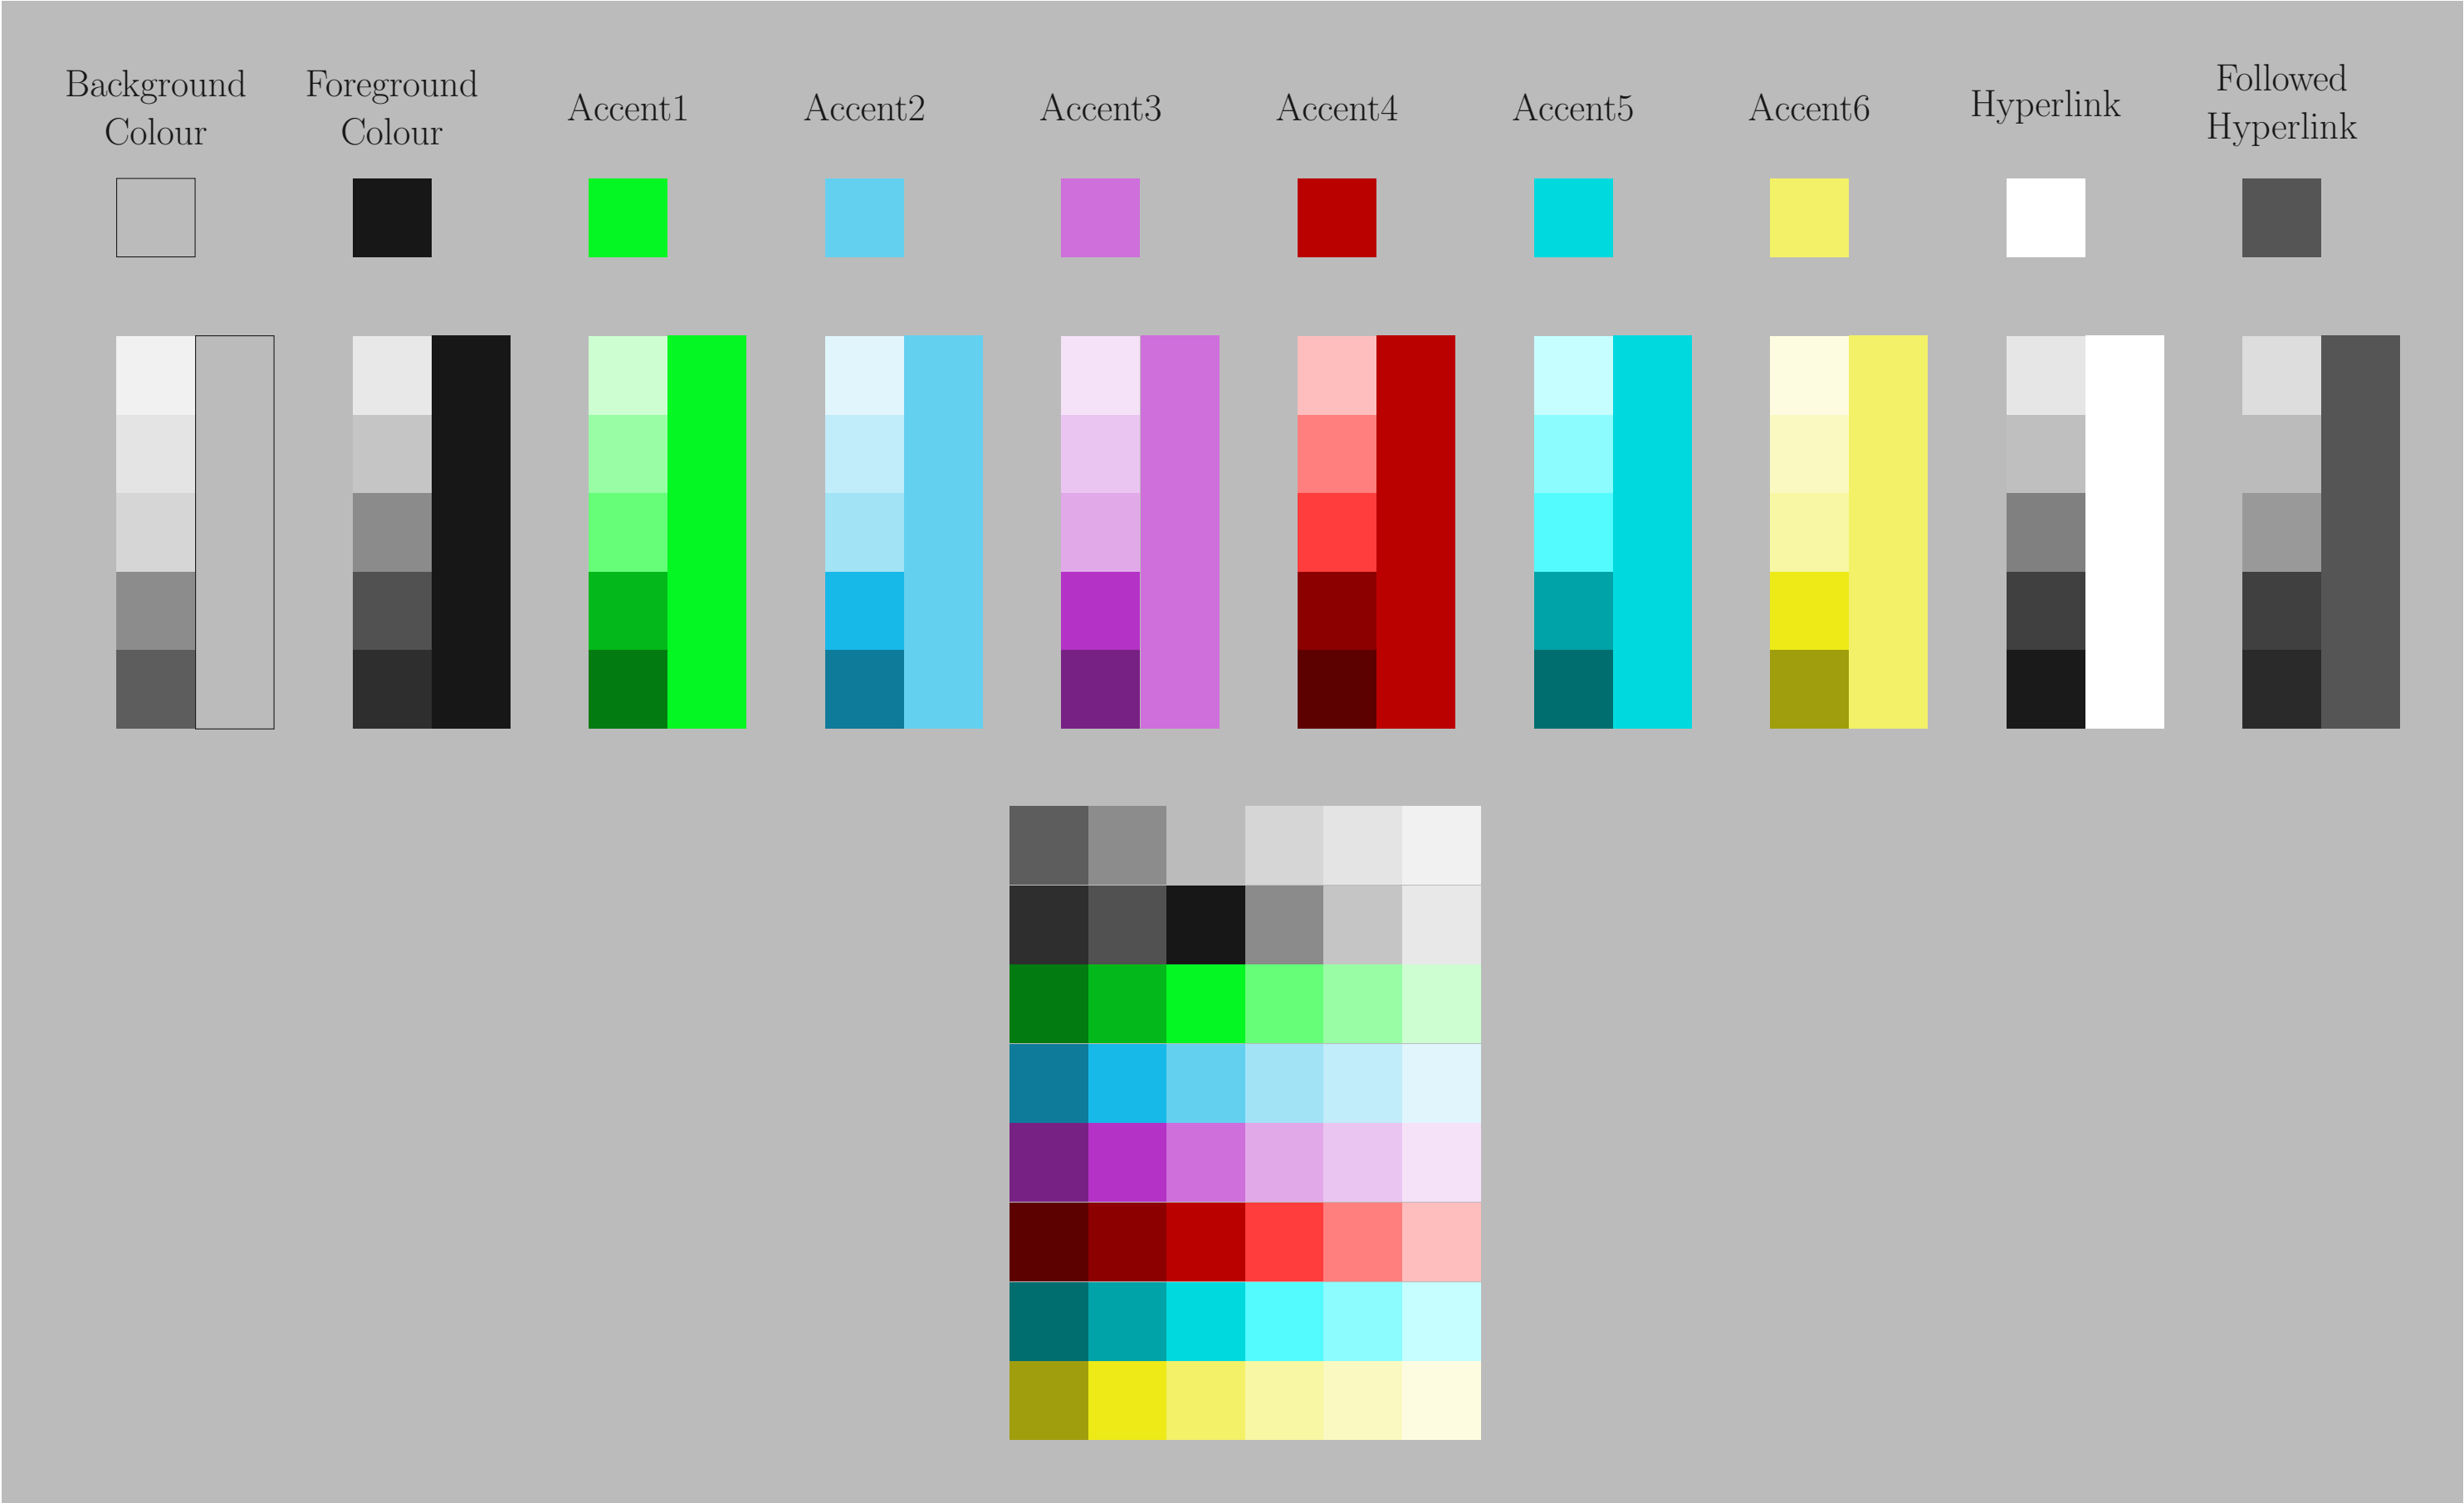 Background
Colour
Foreground
Colour
Accent1
Accent2
Accent3
Accent4
Accent5
Accent6
Hyperlink
Followed
Hyperlink